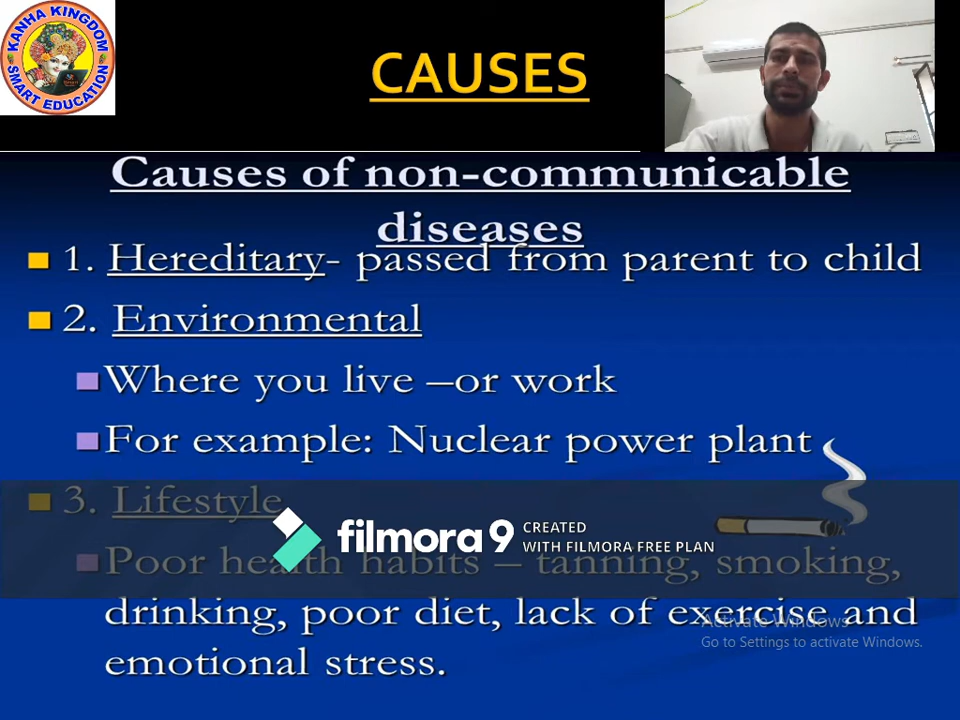 KANHA KINGDOM
SMART EDUCATION
CAUSES
Causes of non-communicable
diseases
1. Hereditary- passed from parent to child
2. Environmental
Where you live –or work
For example: Nuclear power plant
3. Lifestyle
Poor health habits – tanning, smoking,
drinking, poor diet, lack of exercise and
emotional stress.
filmora 9 CREATED
WITH FILMORA FREE PLAN
Activate Windows
Go to Settings to activate Windows.